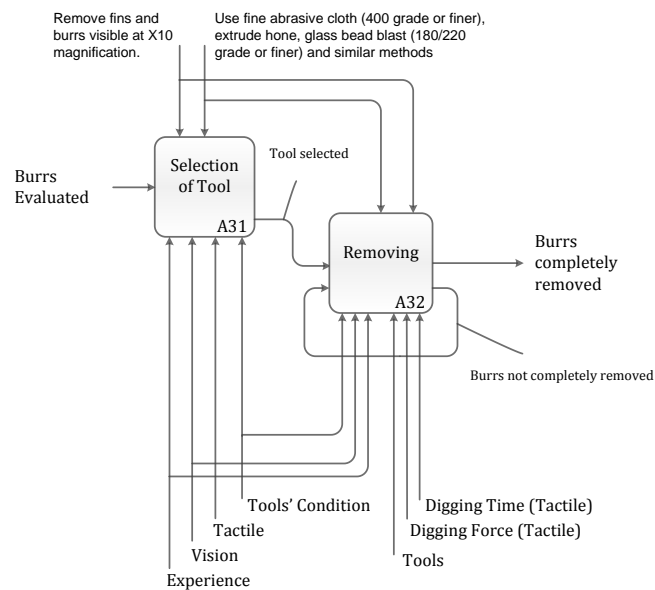 Remove fins and
burrs visible at X10
magnification.
Use fine abrasive cloth (400 grade or finer),
extrude hone, glass bead blast (180/220
grade or finer) and similar methods
Burrs
Evaluated
Selection
of Tool
A31
Tool selected
Removing
A32
Burrs
completely
removed
Burrs not completely removed
Tools' Condition
Tactile
Vision
Experience
Digging Time (Tactile)
Digging Force (Tactile)
Tools